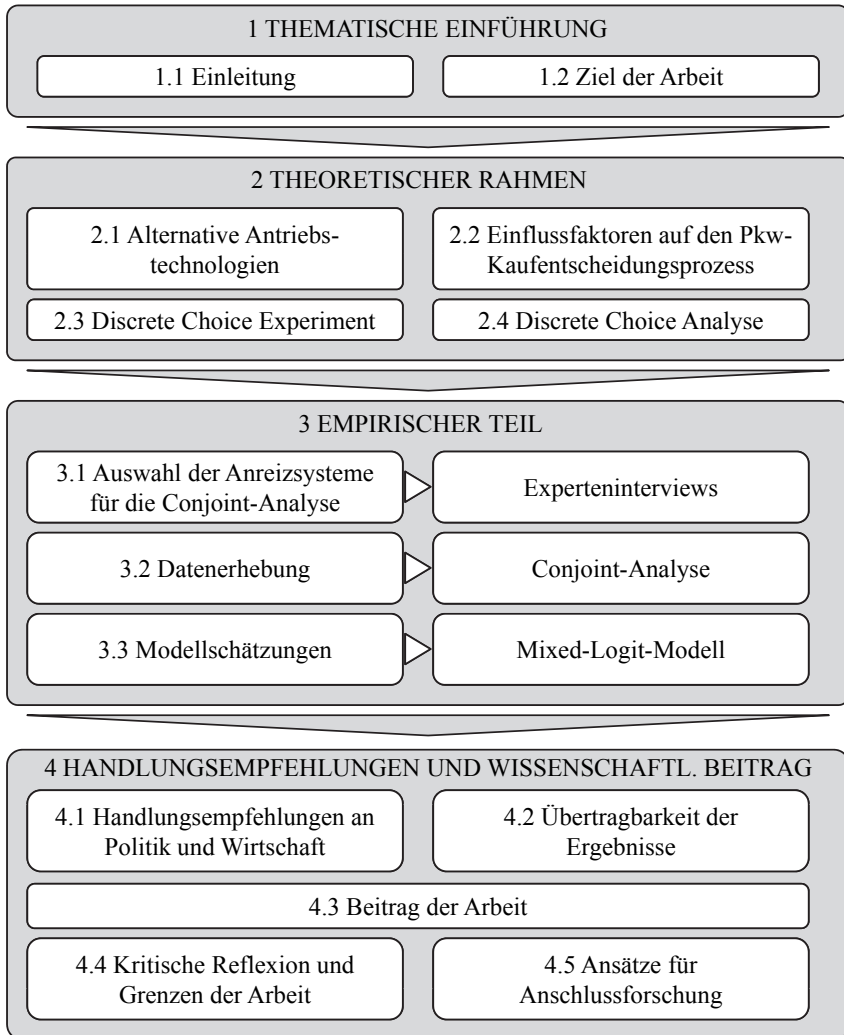 1 THEMATISCHE EINFÜHRUNG
1.1 Einleitung
1.2 Ziel der Arbeit
2 THEORETISCHER RAHMEN
2.1 Alternative Antriebs-
technologien
2.2 Einflussfaktoren auf den Pkw-
Kaufentscheidungsprozess
2.3 Discrete Choice Experiment
2.4 Discrete Choice Analyse
3 EMPIRISCHER TEIL
3.1 Auswahl der Anreizsysteme
für die Conjoint-Analyse
Experteninterviews
3.2 Datenerhebung
Conjoint-Analyse
3.3 Modellschätzungen
Mixed-Logit-Modell
4 HANDLUNGSEMPFEHLUNGEN UND WISSENSCHAFTL. BEITRAG
4.1 Handlungsempfehlungen an
Politik und Wirtschaft
4.2 Übertragbarkeit der
Ergebnisse
4.3 Beitrag der Arbeit
4.4 Kritische Reflexion und
Grenzen der Arbeit
4.5 Ansätze für
Anschlussforschung